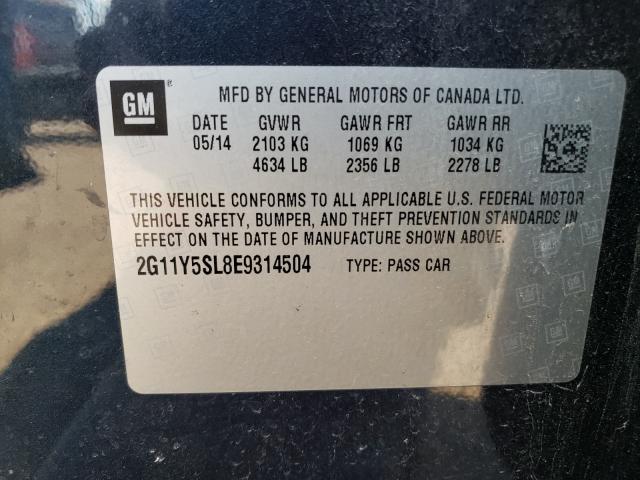 GM
MFD BY GENERAL MOTORS OF CANADA LTD.
DATE GVWR GAWR FRT GAWR RR
05/14 2103 KG 1069 KG 1034 KG
4634 LB 2356 LB 2278 LB
THIS VEHICLE CONFORMS TO ALL APPLICABLE U.S. FEDERAL MOTOR
VEHICLE SAFETY, BUMPER, AND THEFT PREVENTION STANDARDS IN
EFFECT ON THE DATE OF MANUFACTURE SHOWN ABOVE.
2G11Y5SL8E9314504 TYPE: PASS CAR